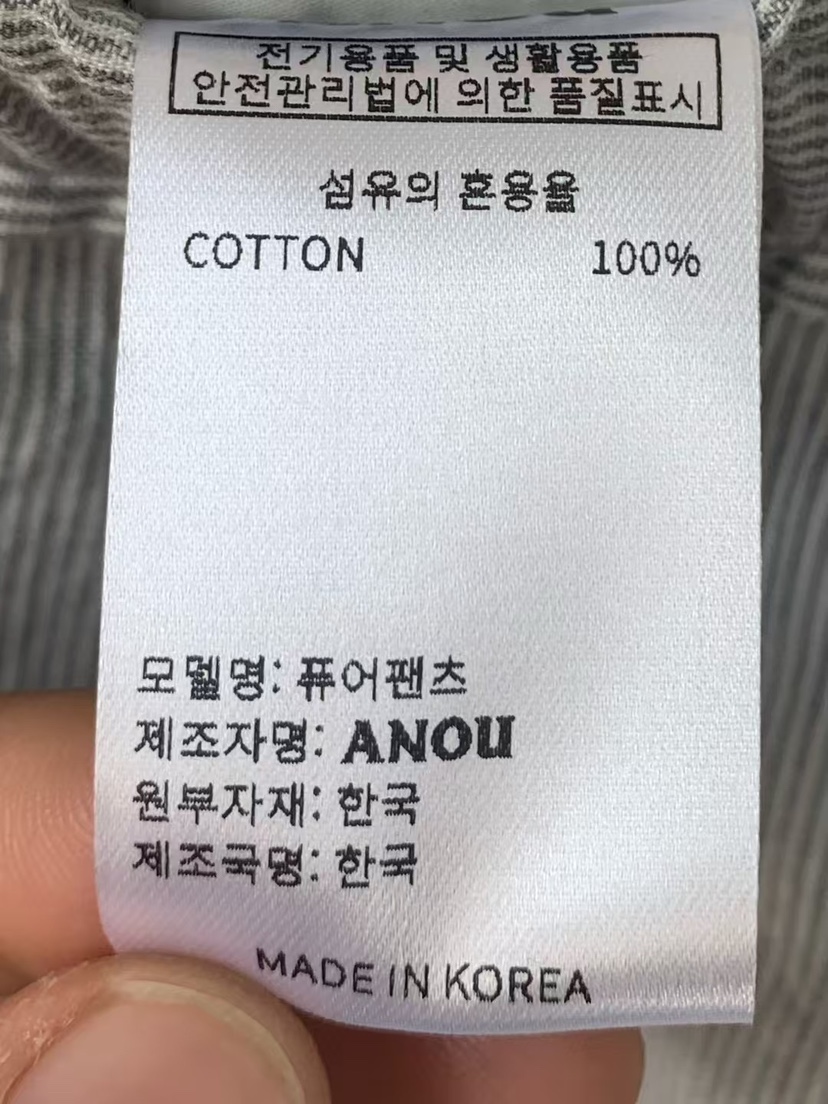 전기용품 및 생활용품
안전관리법에 의한 품질표시
섬유의 혼용율
COTTON 100%
모델명: 퓨어팬츠
제조자명: ANOU
원부자재: 한국
제조국명: 한국
MADE IN KOREA